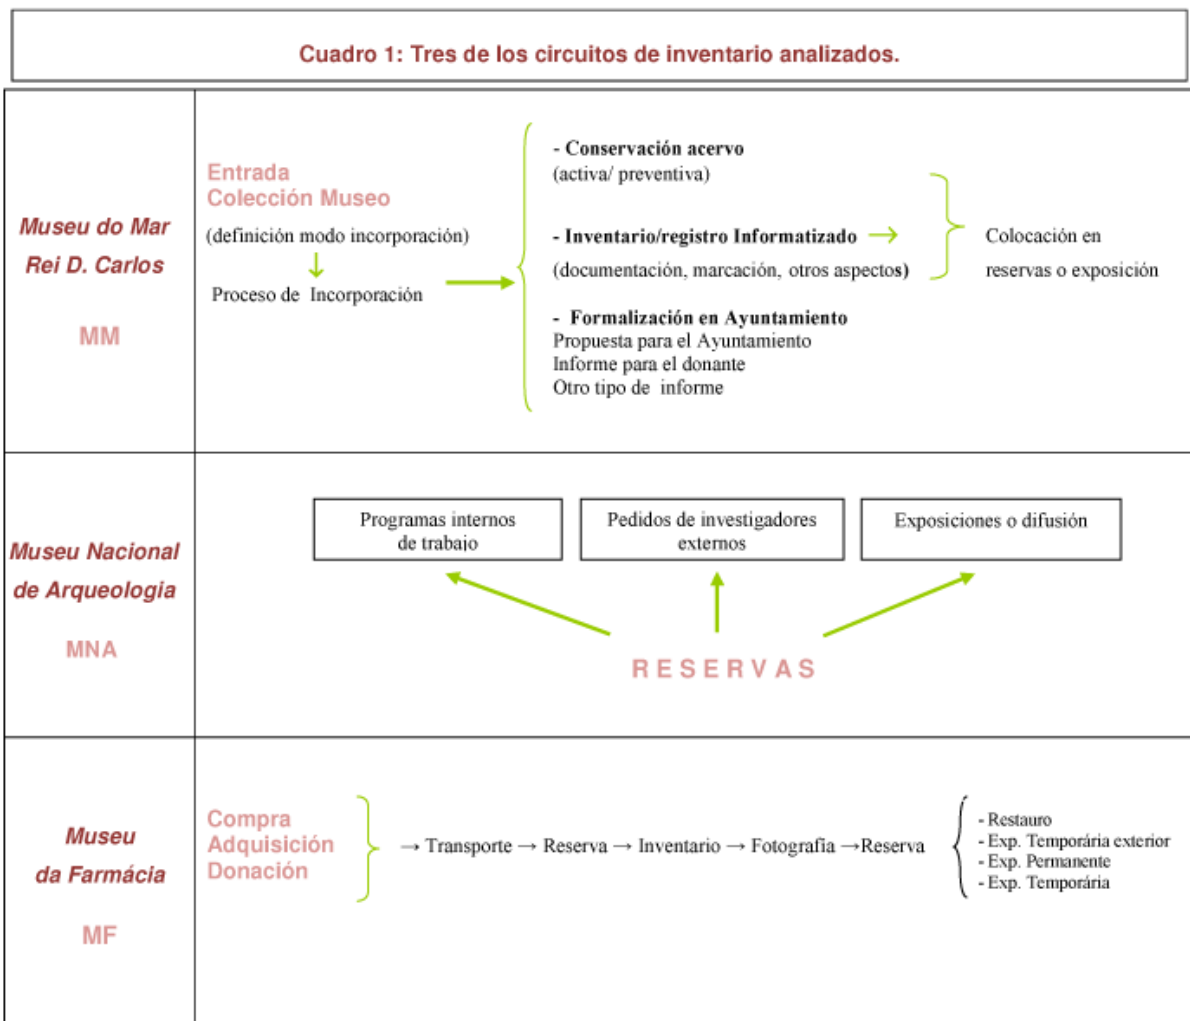 Cuadro 1: Tres de los circuitos de inventario analizados.
Museu do Mar
Rei D. Carlos
MM
Entrada
Colección Museo
(definición modo incorporación)
Proceso de Incorporación
- Conservación acervo
(activa/ preventiva)
- Inventario/registro Informatizado
(documentación, marcación, otros aspectos)
- Formalización en Ayuntamiento
Propuesta para el Ayuntamiento
Informe para el donante
Otro tipo de informe
Colocación en
reservas o exposición
Museu Nacional
de Arqueologia
MNA
Programas internos
de trabajo
Pedidos de investigadores
externos
Exposiciones o difusión
RESERVAS
Museu
da Farmácia
MF
Compra
Adquisición
Donación
→ Transporte → Reserva → Inventario → Fotografia →Reserva
- Restauro
- Exp. Temporária exterior
- Exp. Permanente
- Exp. Temporária